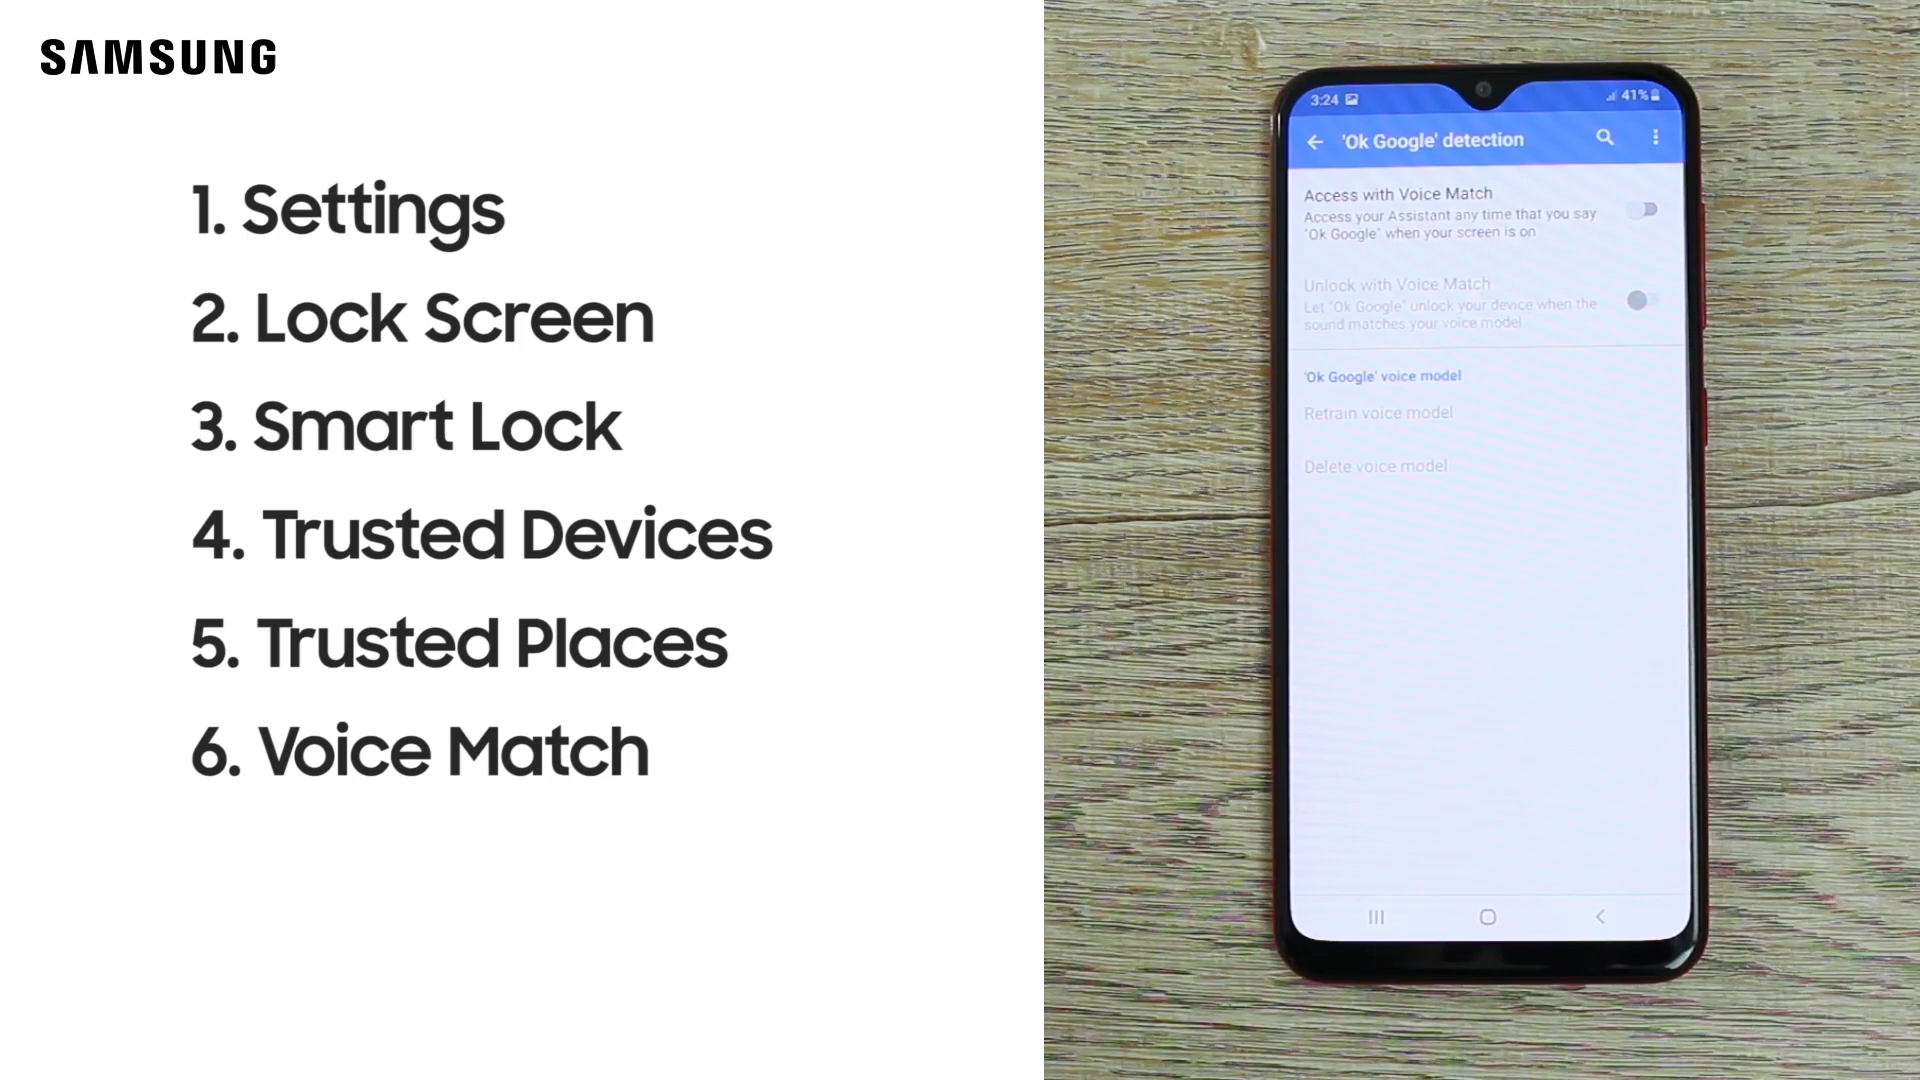 SAMSUNG
1. Settings
2. Lock Screen
3. Smart Lock
4. Trusted Devices
5. Trusted Places
6. Voice Match
3:24
41%
'Ok Google' detection
Access with Voice Match
Access your Assistant any time that you say
"Ok Google" when your screen is on
Unlock with Voice Match
Let "Ok Google" unlock your device when the
sound matches your voice model
'Ok Google' voice model
Retrain voice model
Delete voice model